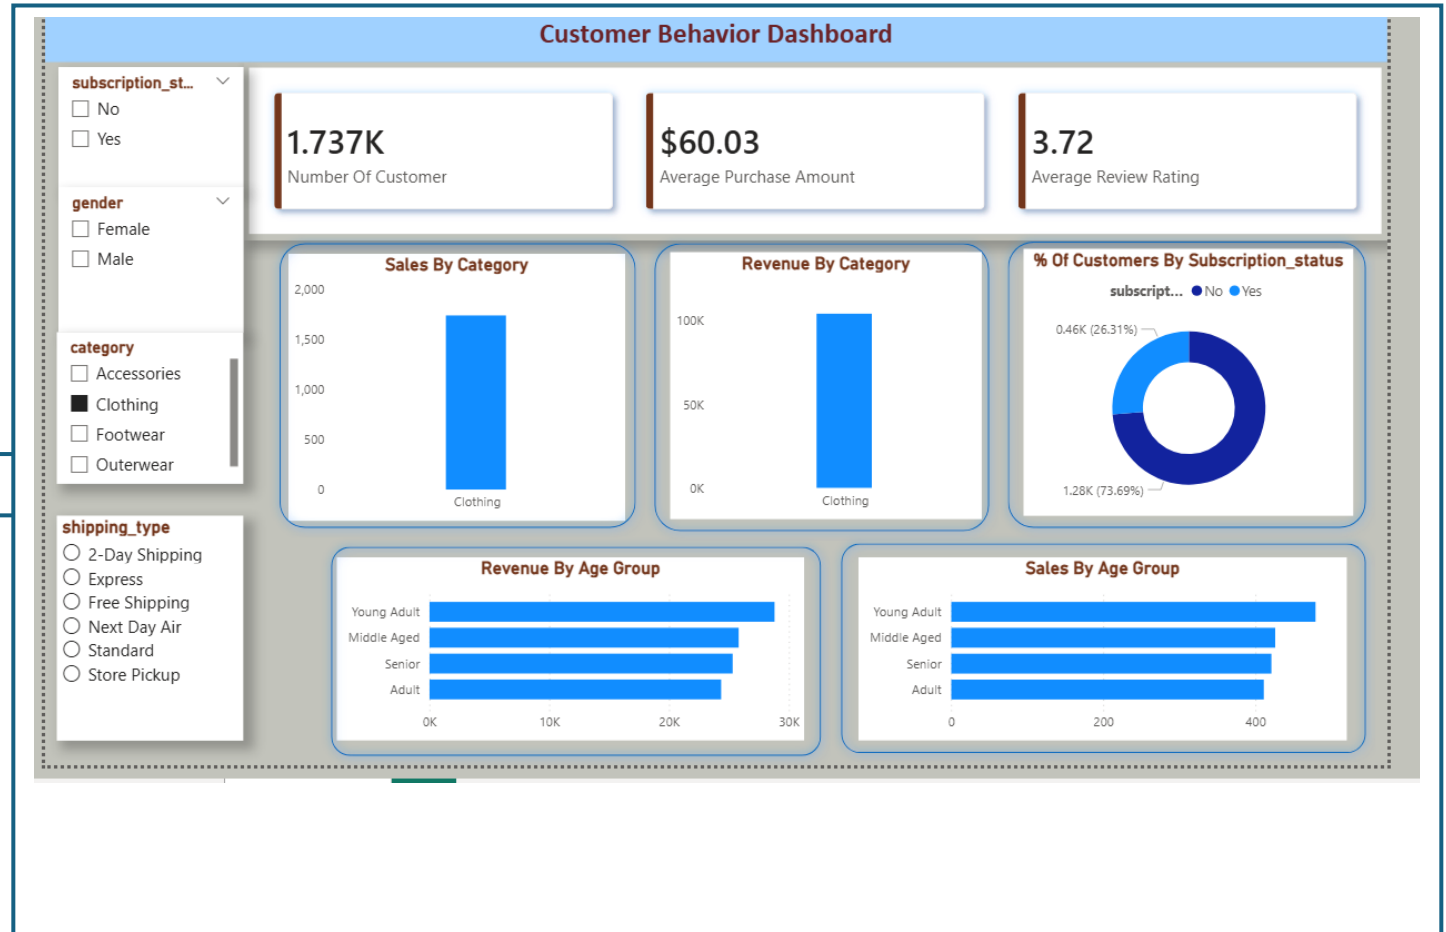 Customer Behavior Dashboard
subscription_st...
No
Yes
gender
Female
Male
category
Accessories
Clothing
Footwear
Outerwear
shipping_type
2-Day Shipping
Express
Free Shipping
Next Day Air
Standard
Store Pickup
1.737K
Number Of Customer
$60.03
Average Purchase Amount
3.72
Average Review Rating
Sales By Category
2,000
1,500
1,000
500
0
Clothing
Revenue By Category
100K
50K
0K
Clothing
% Of Customers By Subscription_status
subscript... No Yes
0.46K (26.31%)
1.28K (73.69%)
Revenue By Age Group
Young Adult
Middle Aged
Senior
Adult
0K 10K 20K 30K
Sales By Age Group
Young Adult
Middle Aged
Senior
Adult
0 200 400